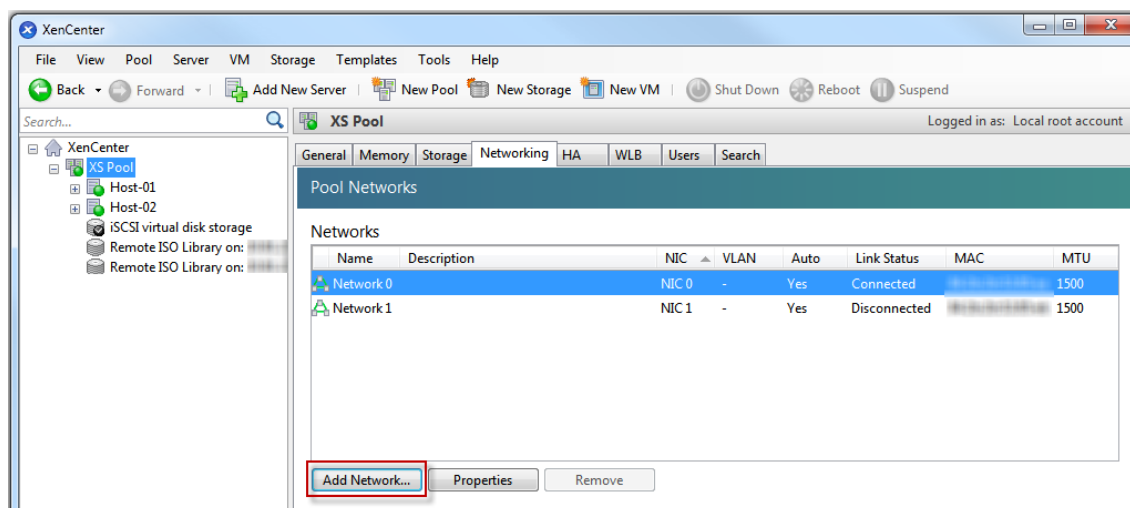 XenCenter
File View Pool Server VM Storage Templates Tools Help
Back Forward Add New Server New Pool New Storage New VM Shut Down Reboot Suspend
Search... XS Pool Logged in as: Local root account
XenCenter
XS Pool
Host-01
Host-02
iSCSI virtual disk storage
Remote ISO Library on:
Remote ISO Library on:
General Memory Storage Networking HA WLB Users Search
Pool Networks
Networks
Name Description NIC VLAN Auto Link Status MAC MTU
Network 0 NIC 0 - Yes Connected 1500
Network 1 NIC 1 - Yes Disconnected 1500
Add Network... Properties Remove